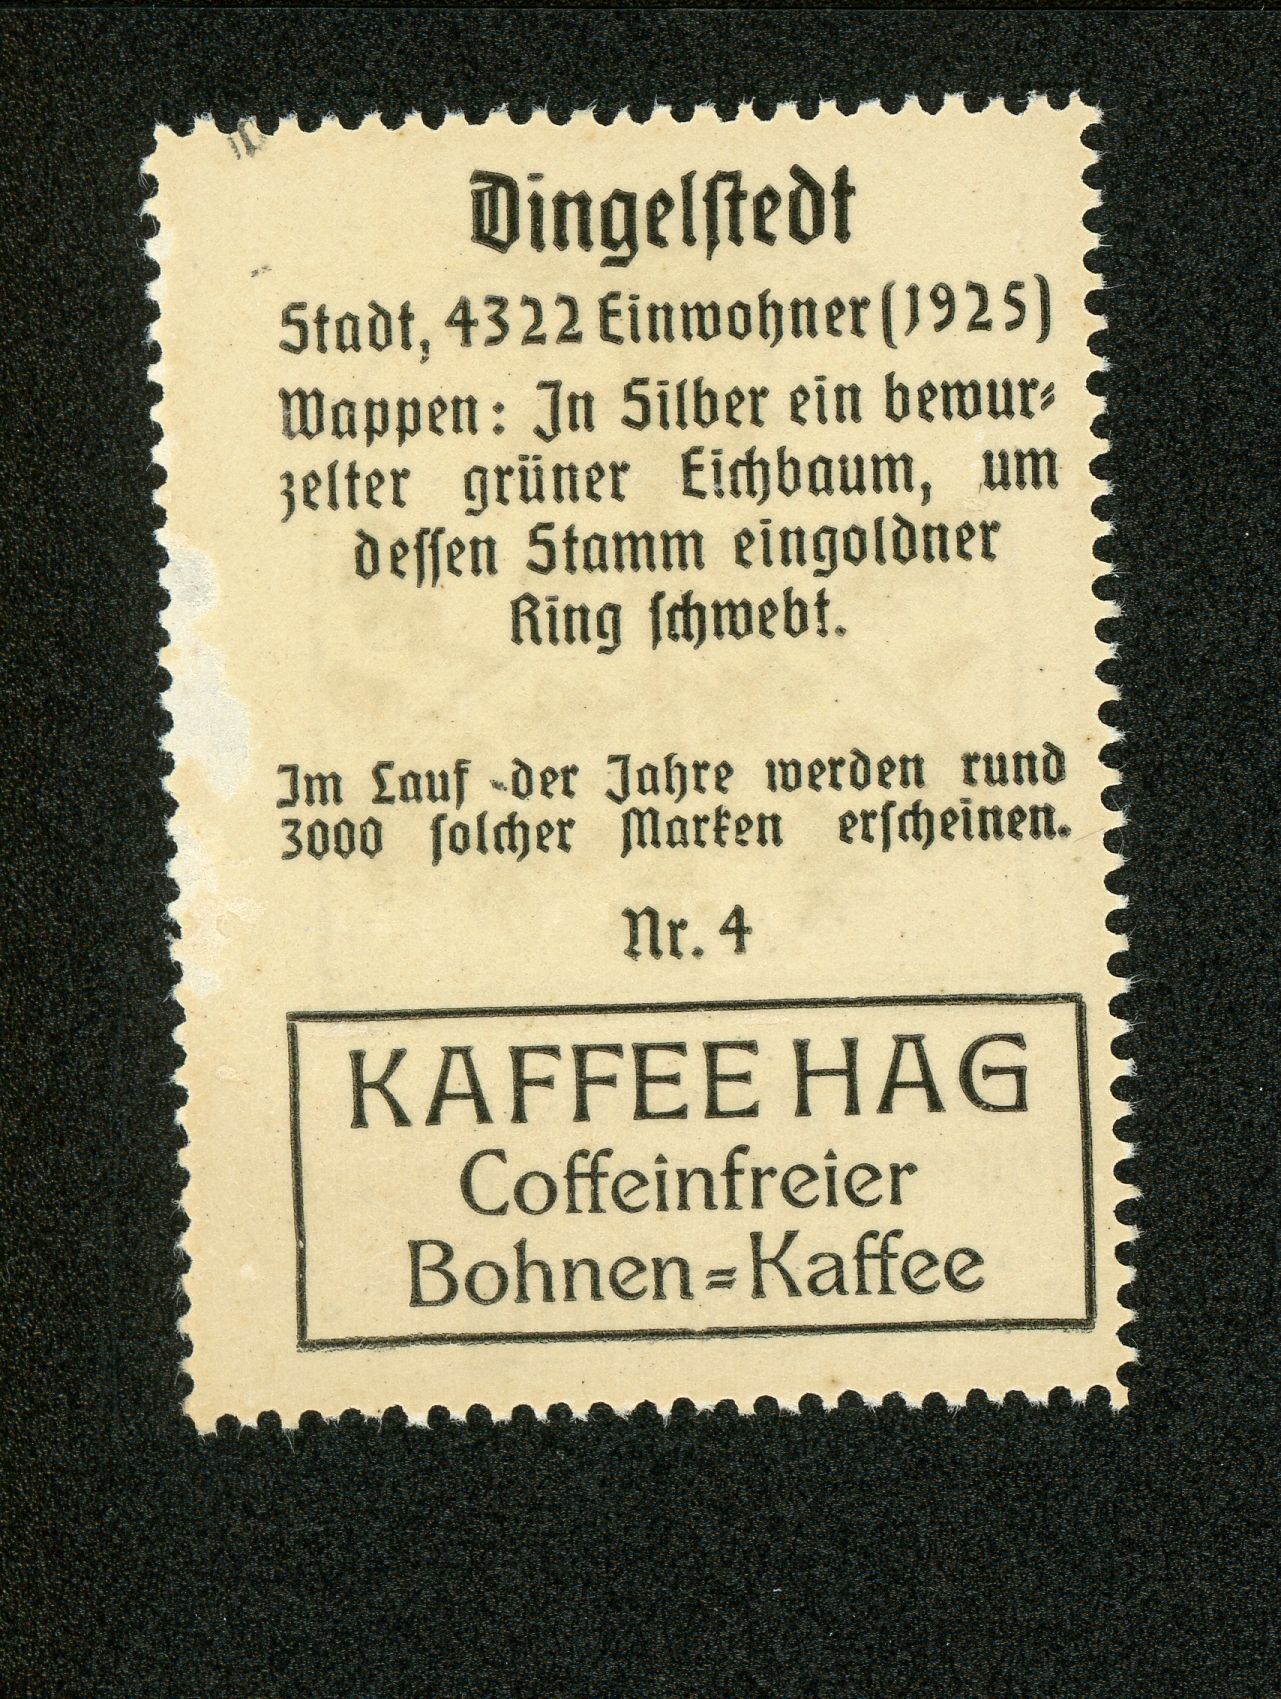 Dingelstedt
Stadt, 4322 Einwohner (1925)
Wappen: In Silber ein bewur-
zelter grüner Eichbaum, um
dessen Stamm ein goldner
Ring schwebt.
Im Lauf der Jahre werden rund
3000 solcher Marken erscheinen.
Nr. 4
KAFFEE HAG
Coffeinfreier
Bohnen=Kaffee